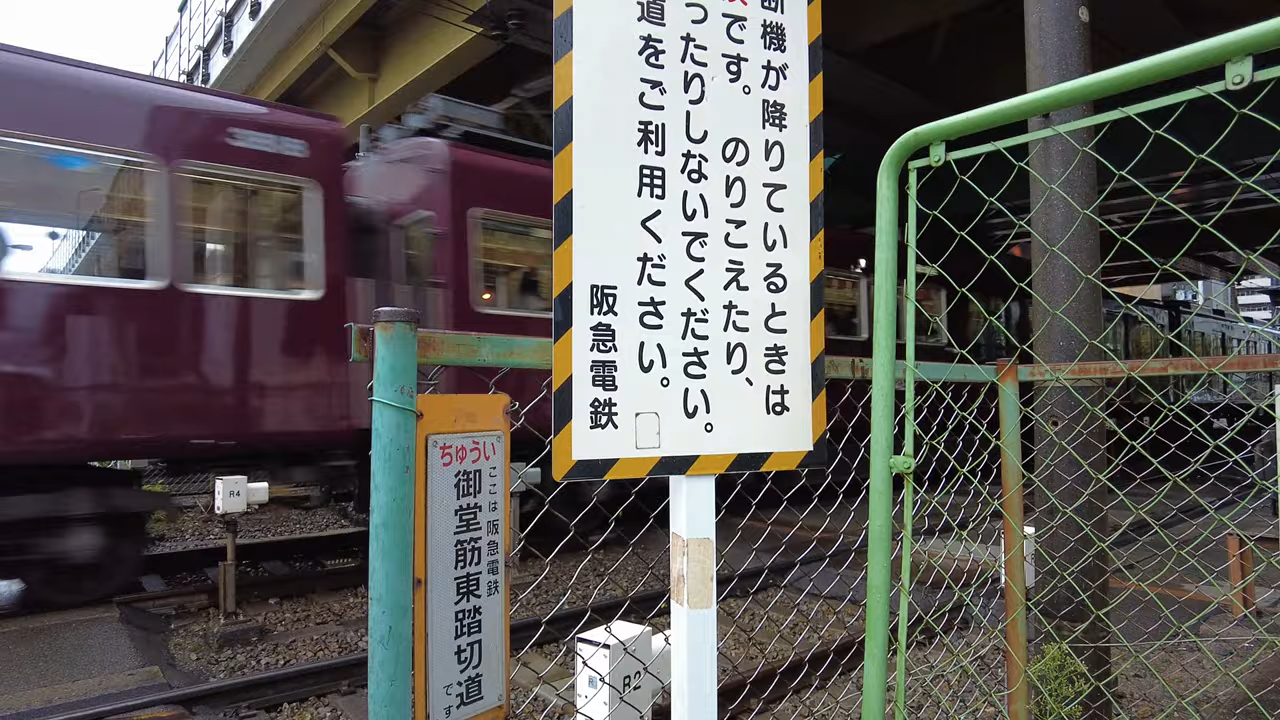 断機が降りているときは
です。のりこえたり、
ったりしないでください。
道をご利用ください。
阪急電鉄
ちゅうい
ここは阪急電鉄
御堂筋東踏切道
です
R4
R2